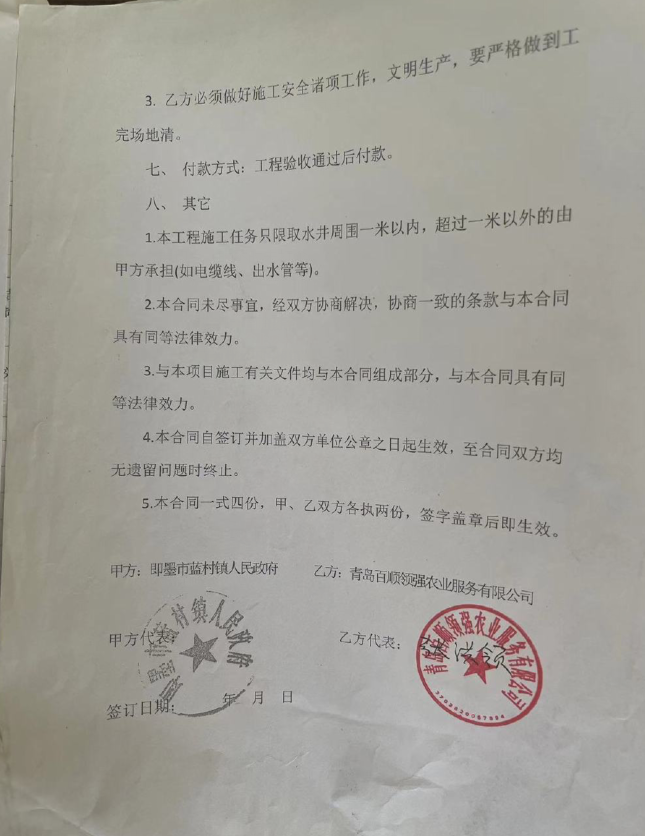 3. 乙方必须做好施工安全诸项工作，文明生产，要严格做到工
完场地清。
七、 付款方式：工程验收通过后付款。
八、 其它
1.本工程施工任务只限取水井周围一米以内，超过一米以外的由
甲方承担(如电缆线、出水管等)。
2.本合同未尽事宜，经双方协商解决，协商一致的条款与本合同
具有同等法律效力。
3.与本项目施工有关文件均与本合同组成部分，与本合同具有同
等法律效力。
4.本合同自签订并加盖双方单位公章之日起生效，至合同双方均
无遗留问题时终止。
5.本合同一式四份，甲、乙双方各执两份，签字盖章后即生效。
甲方：即墨市蓝村镇人民政府 乙方：青岛百顺领强农业服务有限公司
甲方代表： 乙方代表：
村镇人民政府
青岛百顺领强农业服务有限公司
签订日期： 年 月 日